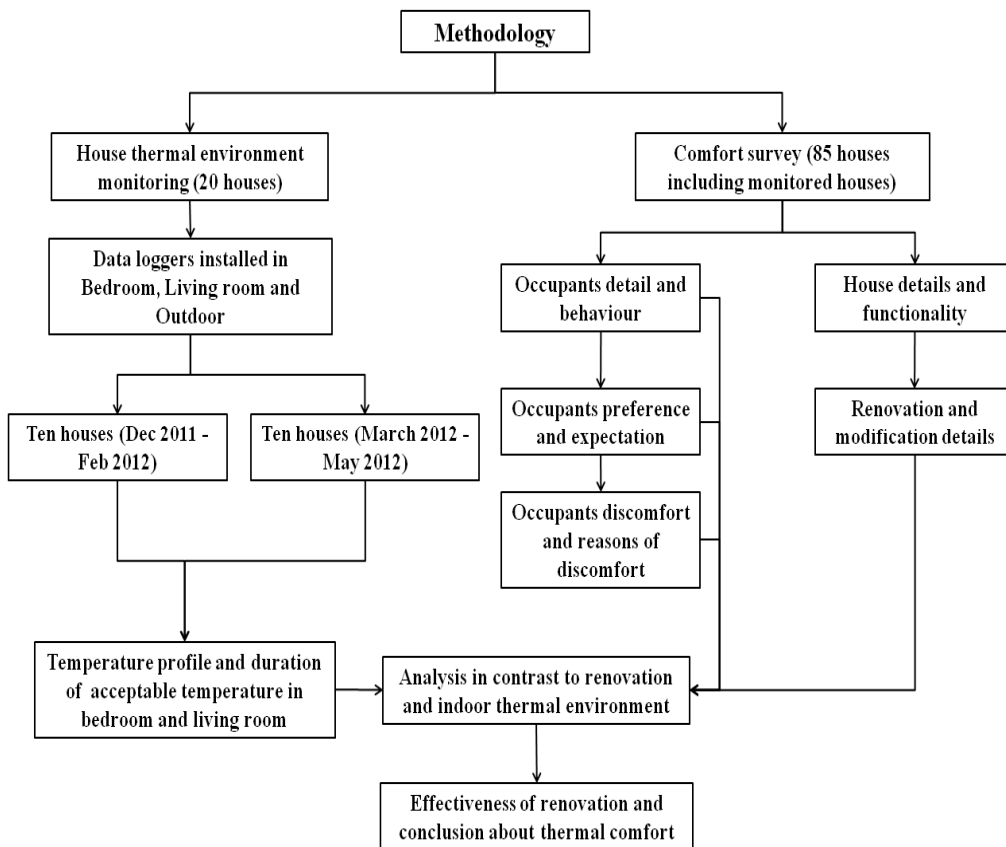 Methodology
House thermal environment
monitoring (20 houses)
Comfort survey (85 houses
including monitored houses)
Data loggers installed in
Bedroom, Living room and
Outdoor
Occupants detail and
behaviour
House details and
functionality
Ten houses (Dec 2011 -
Feb 2012)
Ten houses (March 2012 -
May 2012)
Occupants preference
and expectation
Renovation and
modification details
Occupants discomfort
and reasons of
discomfort
Temperature profile and duration
of acceptable temperature in
bedroom and living room
Analysis in contrast to renovation
and indoor thermal environment
Effectiveness of renovation and
conclusion about thermal comfort